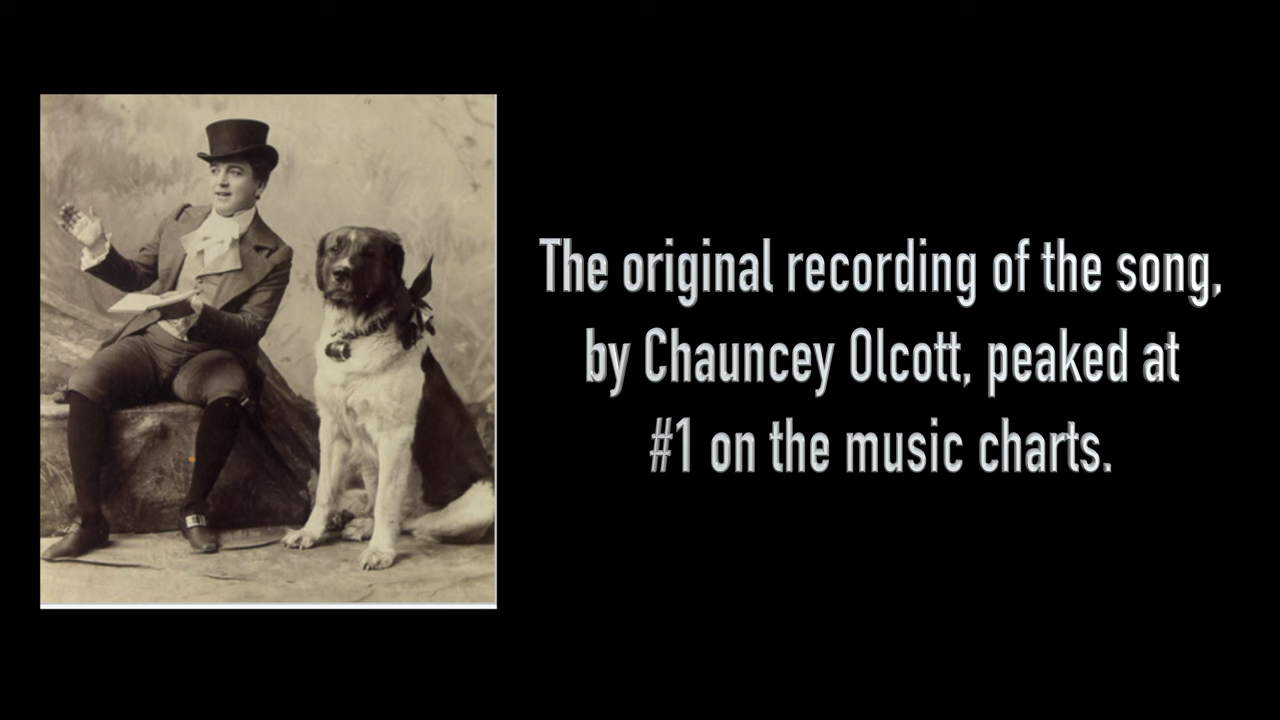 The original recording of the song,
by Chauncey Olcott, peaked at
#1 on the music charts.